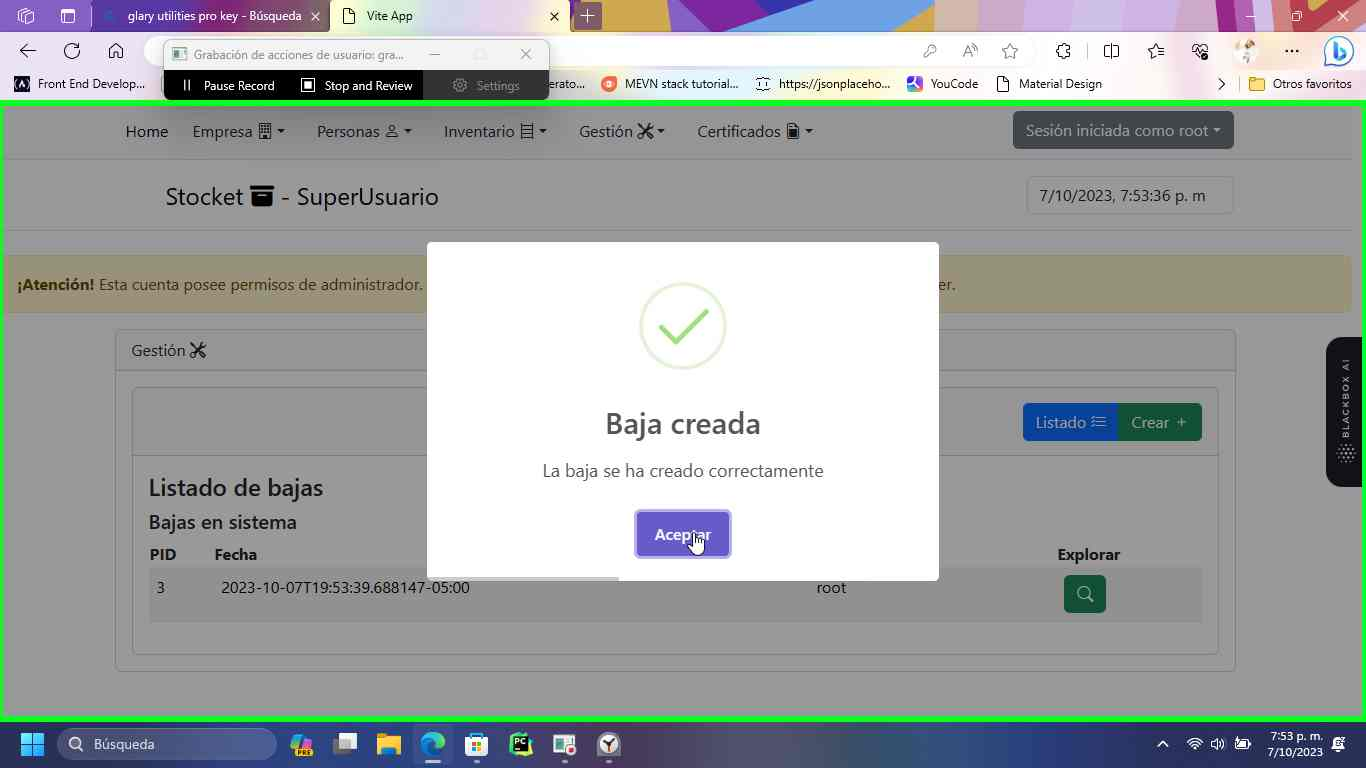 glary utilities pro key - Búsqueda
Vite App
Grabación de acciones de usuario: gra...
Pause Record
Stop and Review
Settings
Front End Develop...
erato...
MEVN stack tutorial...
https://jsonplaceho...
YouCode
Material Design
Otros favoritos
Home
Empresa
Personas
Inventario
Gestión
Certificados
Sesión iniciada como root
Stocket - SuperUsuario
7/10/2023, 7:53:36 p. m
¡Atención! Esta cuenta posee permisos de administrador.
er.
Gestión
Listado
Crear +
BLACKBOX AI
Baja creada
La baja se ha creado correctamente
Aceptar
Listado de bajas
Bajas en sistema
PID Fecha Explorar
3 2023-10-07T19:53:39.688147-05:00 root
Búsqueda
PRE
PC
7:53 p. m.
7/10/2023